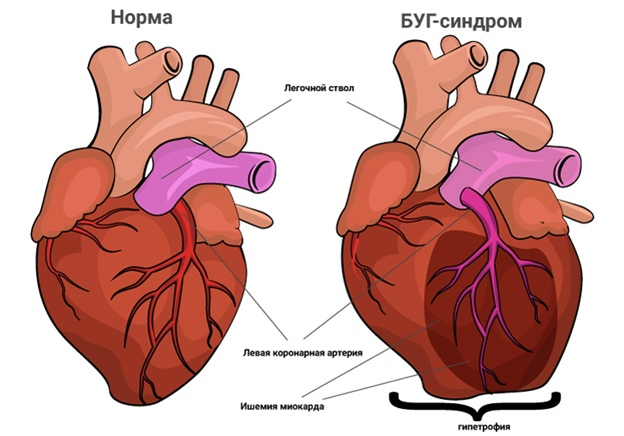 Норма
БУГ-синдром
Легочной ствол
Левая коронарная артерия
Ишемия миокарда
гипетрофия